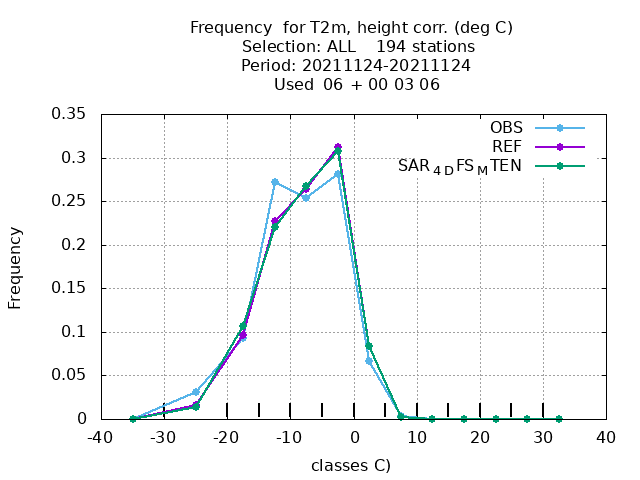 Frequency  for T2m, height corr. (deg C)
Selection: ALL    194 stations
Period: 20211124-20211124
Used  06 + 00 03 06
0.35
OBS
REF
0.3
SAR4DFSMTEN
0.25
0.2
0.15
0.1
0.05
0
Frequency
-40 -30 -20 -10 0 10 20 30 40
classes C)